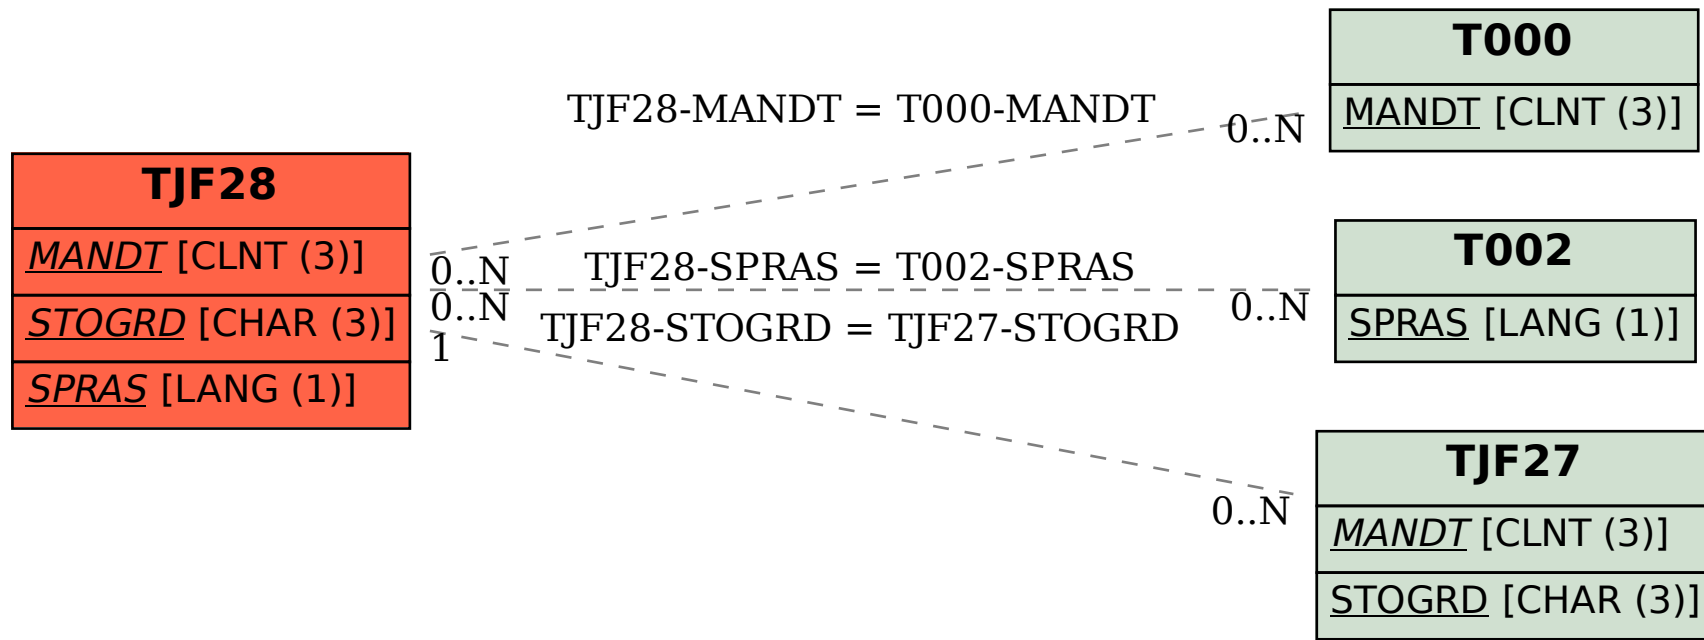 TJF28
MANDT [CLNT (3)]
STOGRD [CHAR (3)]
SPRAS [LANG (1)]
TJF28-MANDT = T000-MANDT
0..N
0..N
TJF28-SPRAS = T002-SPRAS
0..N
0..N
TJF28-STOGRD = TJF27-STOGRD
1
0..N
T000
MANDT [CLNT (3)]
T002
SPRAS [LANG (1)]
TJF27
MANDT [CLNT (3)]
STOGRD [CHAR (3)]